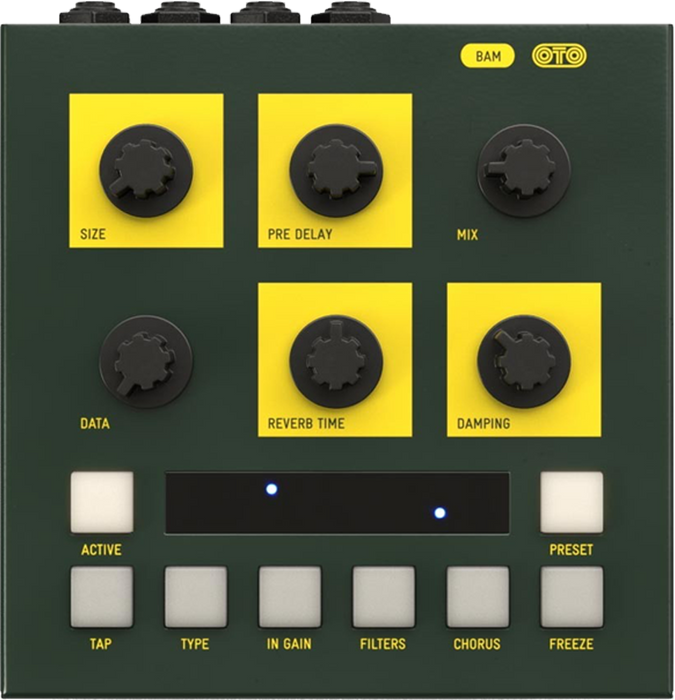 BAM OTO
SIZE
PRE DELAY
MIX
DATA
REVERB TIME
DAMPING
ACTIVE
PRESET
TAP
TYPE
IN GAIN
FILTERS
CHORUS
FREEZE